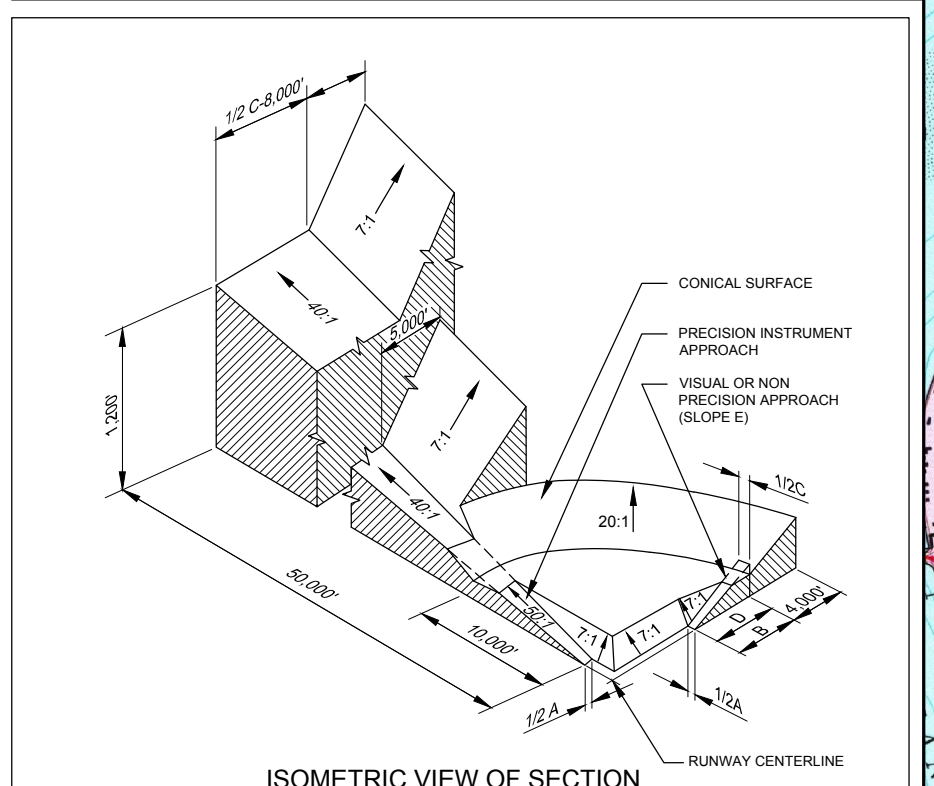 1/2 C-8,000'
7:1
40:1
5,000'
1,200'
7:1
40:1
CONICAL SURFACE
PRECISION INSTRUMENT
APPROACH
VISUAL OR NON
PRECISION APPROACH
(SLOPE E)
1/2C
20:1
50,000'
10,000'
50:1
7:1
7:1
7:1
D
B
4,000'
1/2 A
1/2A
RUNWAY CENTERLINE
ISOMETRIC VIEW OF SECTION